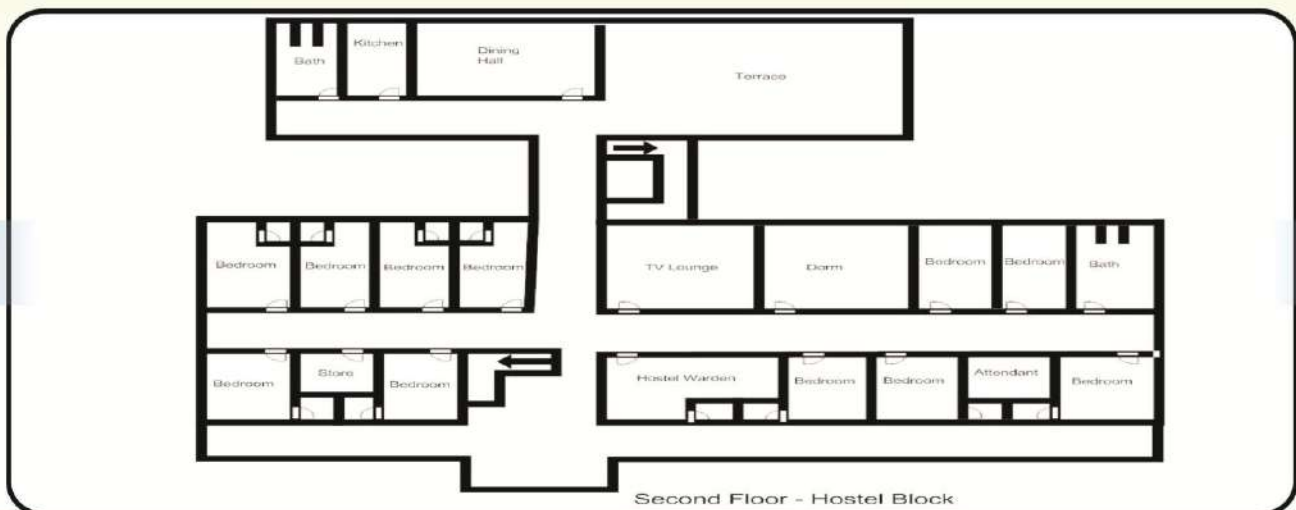 Bath
Kitchen
Dining
Hall
Terrace
Bedroom
Bedroom
Bedroom
Bedroom
TV Lounge
Dorm
Bedroom
Bedroom
Bath
Bedroom
Store
Bedroom
Hostel Warden
Bedroom
Bedroom
Attendant
Bedroom
Second Floor - Hostel Block